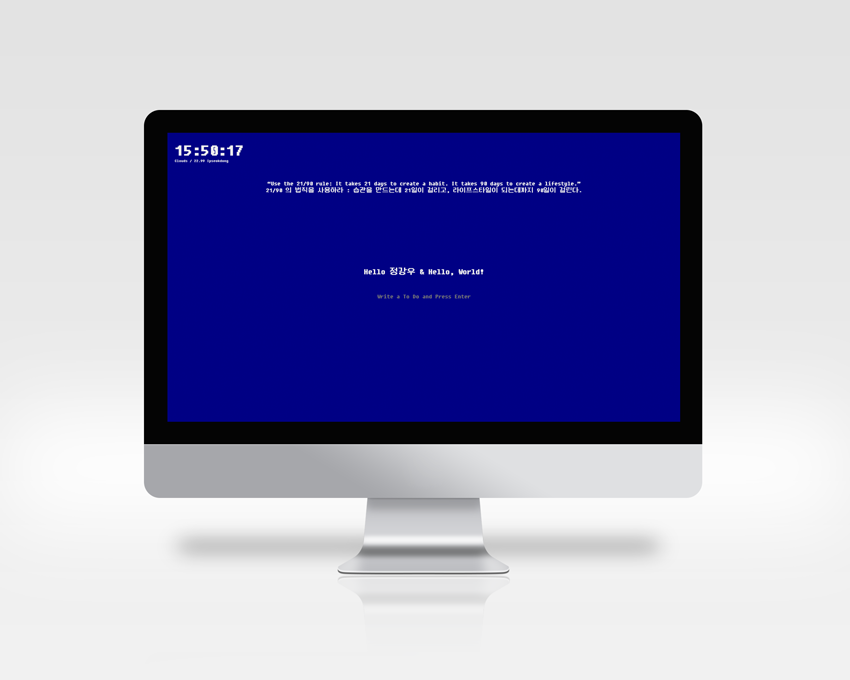 15:50:17
Clouds / 25.99 Ipseokdong
"Use the 21/90 rule: It takes 21 days to create a habit. It takes 90 days to create a lifestyle."
21/90 의 법칙을 사용하라 : 습관을 만드는데 21일이 걸리고, 라이프스타일이 되는데까지 90일이 걸린다.
Hello 정강우 & Hello, World!
Write a To Do and Press Enter